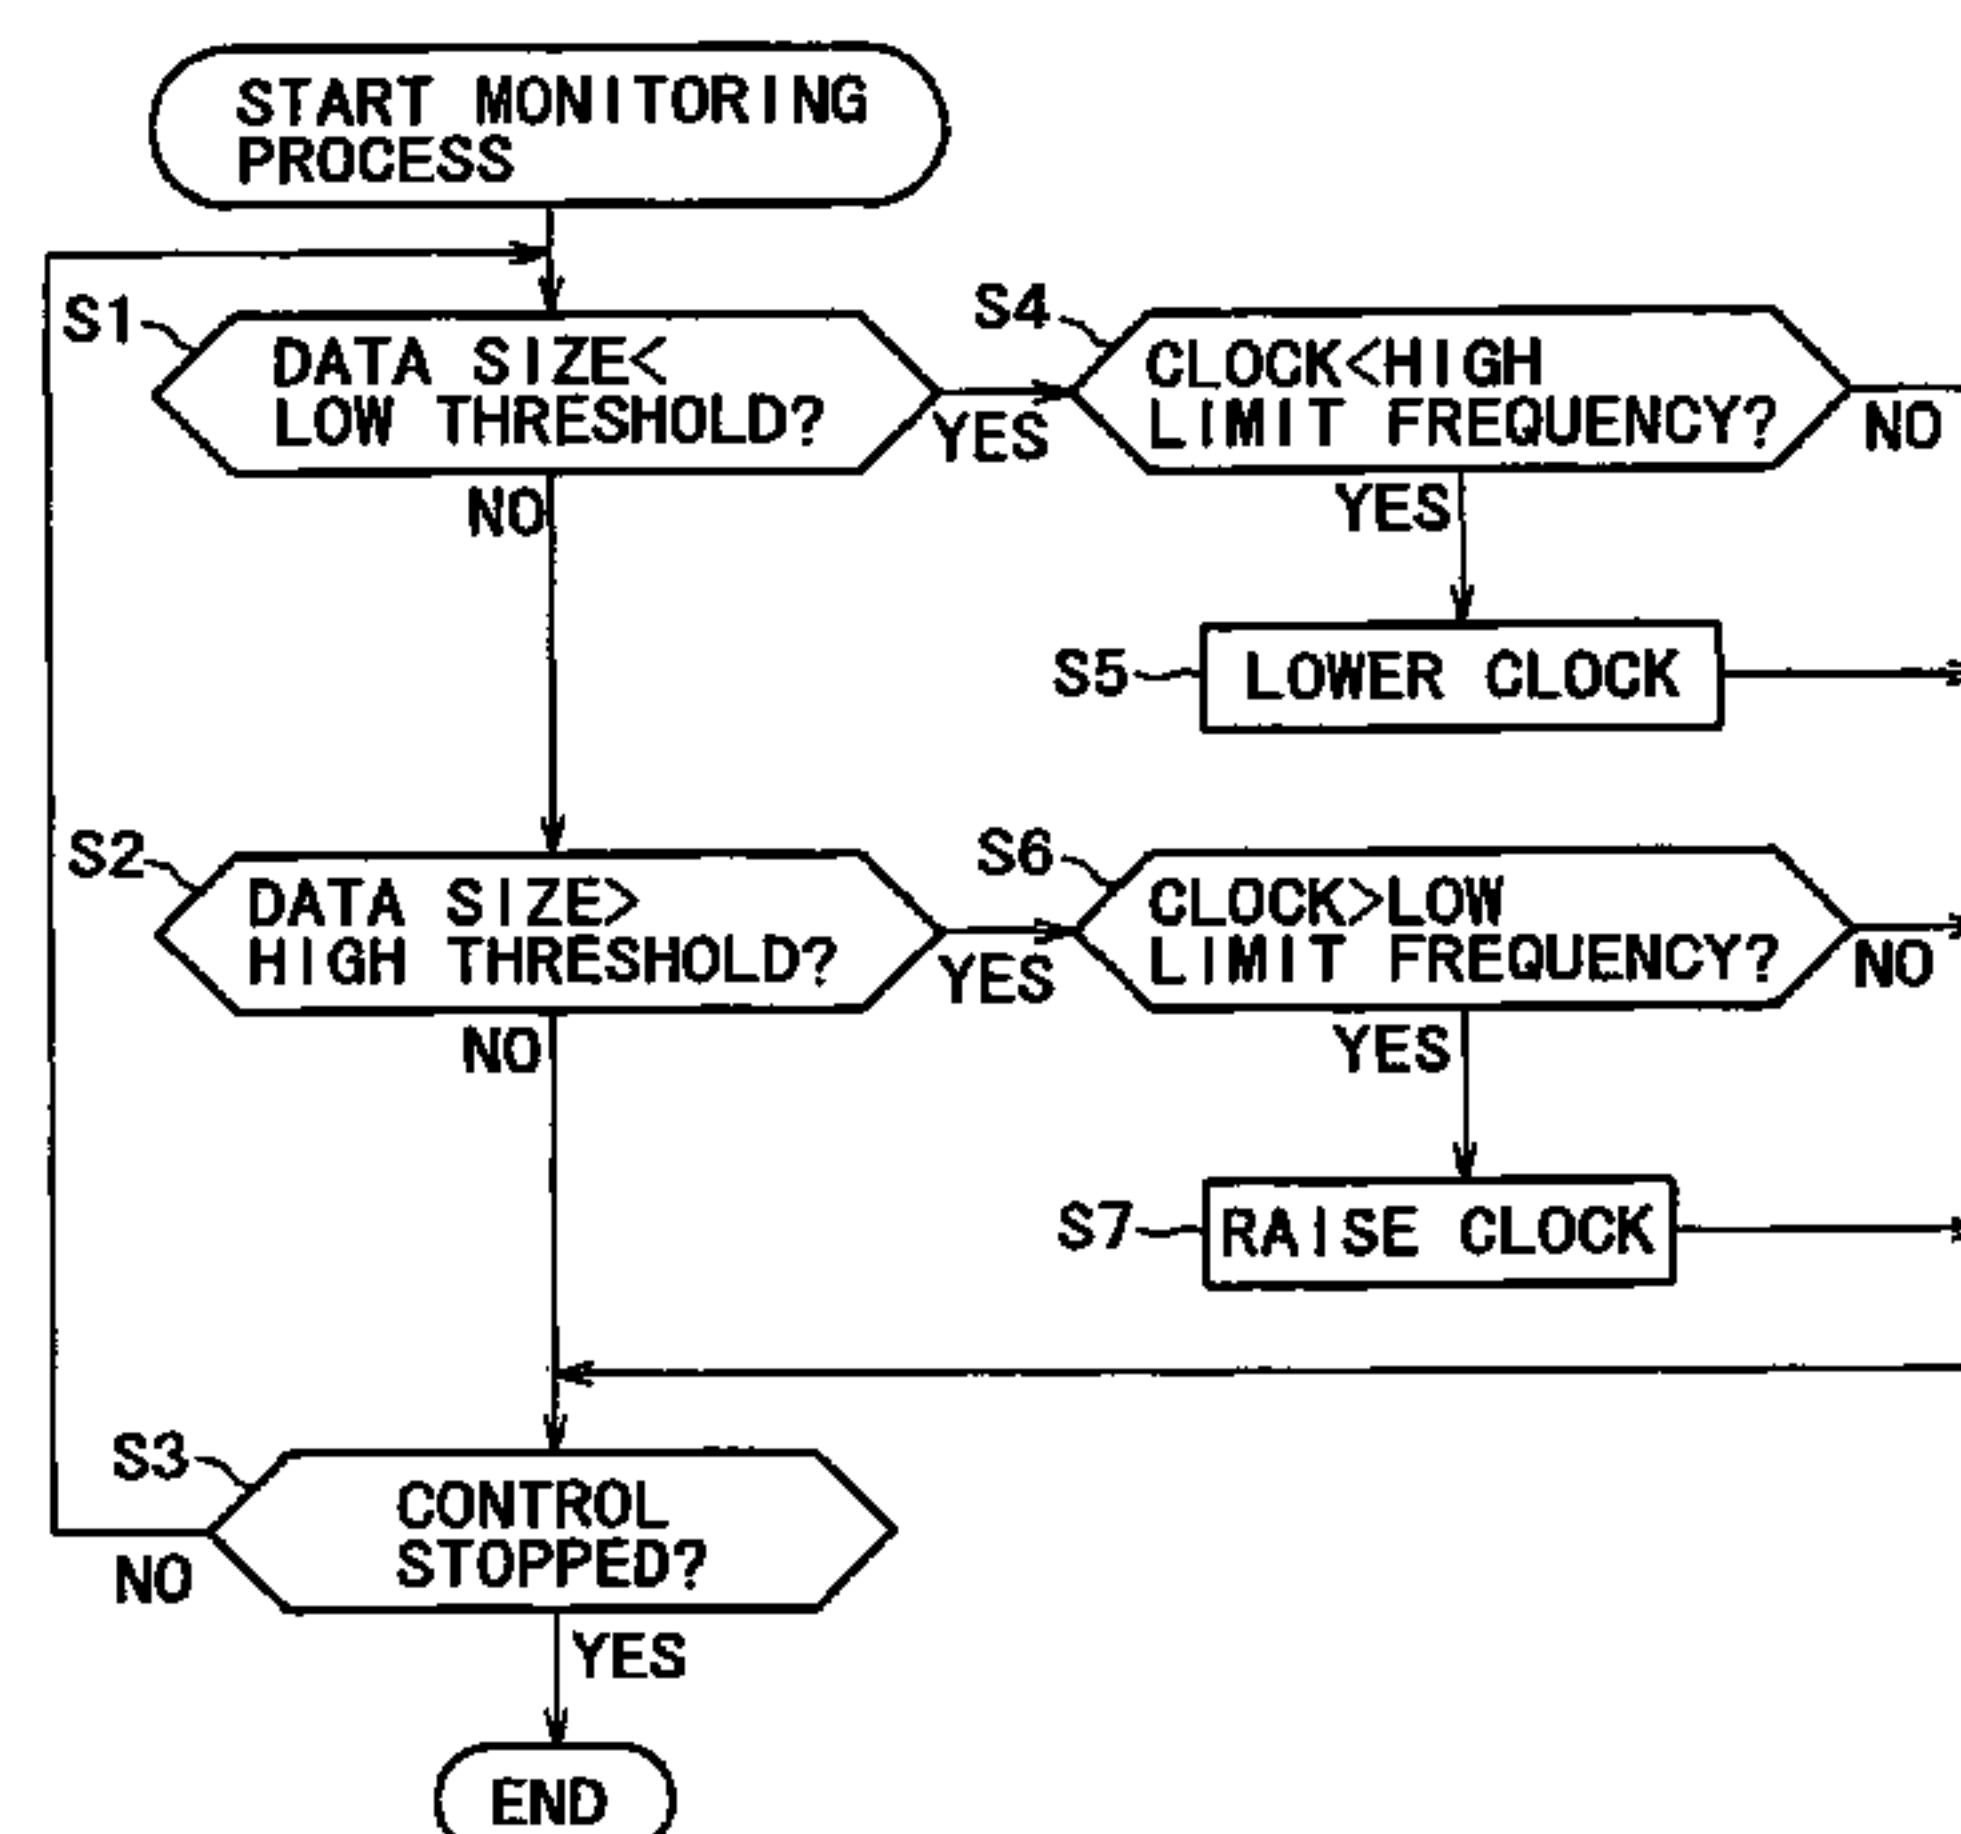 START MONITORING
PROCESS
S1
DATA SIZE<
LOW THRESHOLD?
YES
NO
S4
CLOCK<HIGH
LIMIT FREQUENCY?
NO
YES
S5
LOWER CLOCK
S2
DATA SIZE>
HIGH THRESHOLD?
YES
NO
S6
CLOCK>LOW
LIMIT FREQUENCY?
NO
YES
S7
RAISE CLOCK
S3
CONTROL
STOPPED?
NO
YES
END